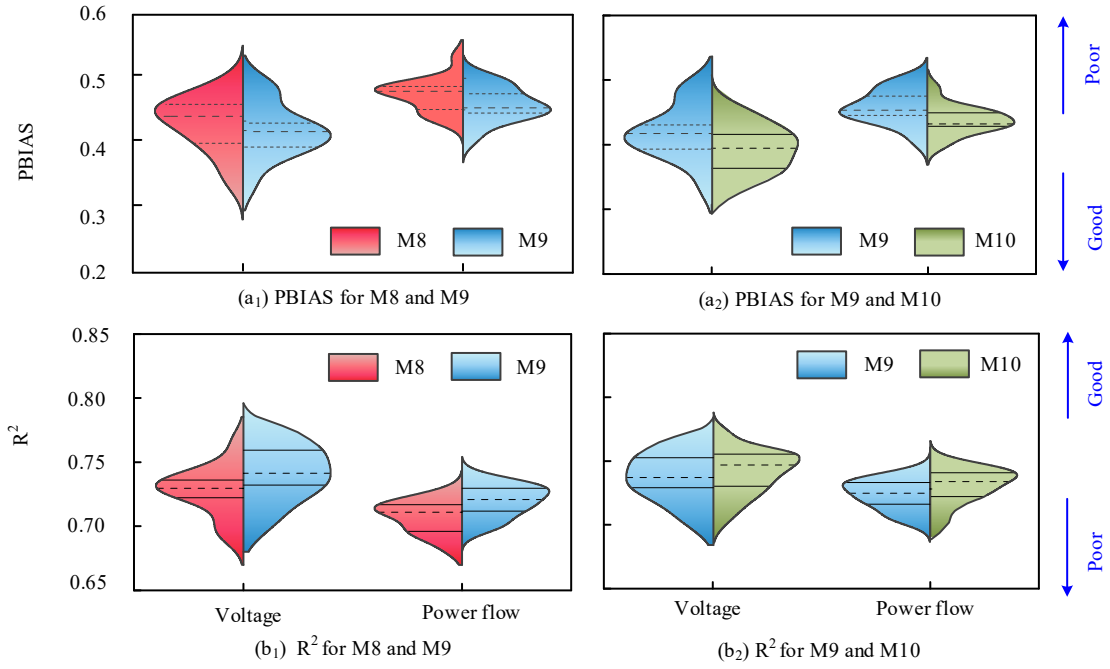 0.6
0.5
0.4
0.3
0.2
PBIAS
M8 M9
(a1) PBIAS for M8 and M9
M9 M10
(a2) PBIAS for M9 and M10
Poor
Good
0.85
0.80
0.75
0.70
0.65
R²
M8 M9
Voltage Power flow
(b1) R² for M8 and M9
M9 M10
Voltage Power flow
(b2) R² for M9 and M10
Good
Poor